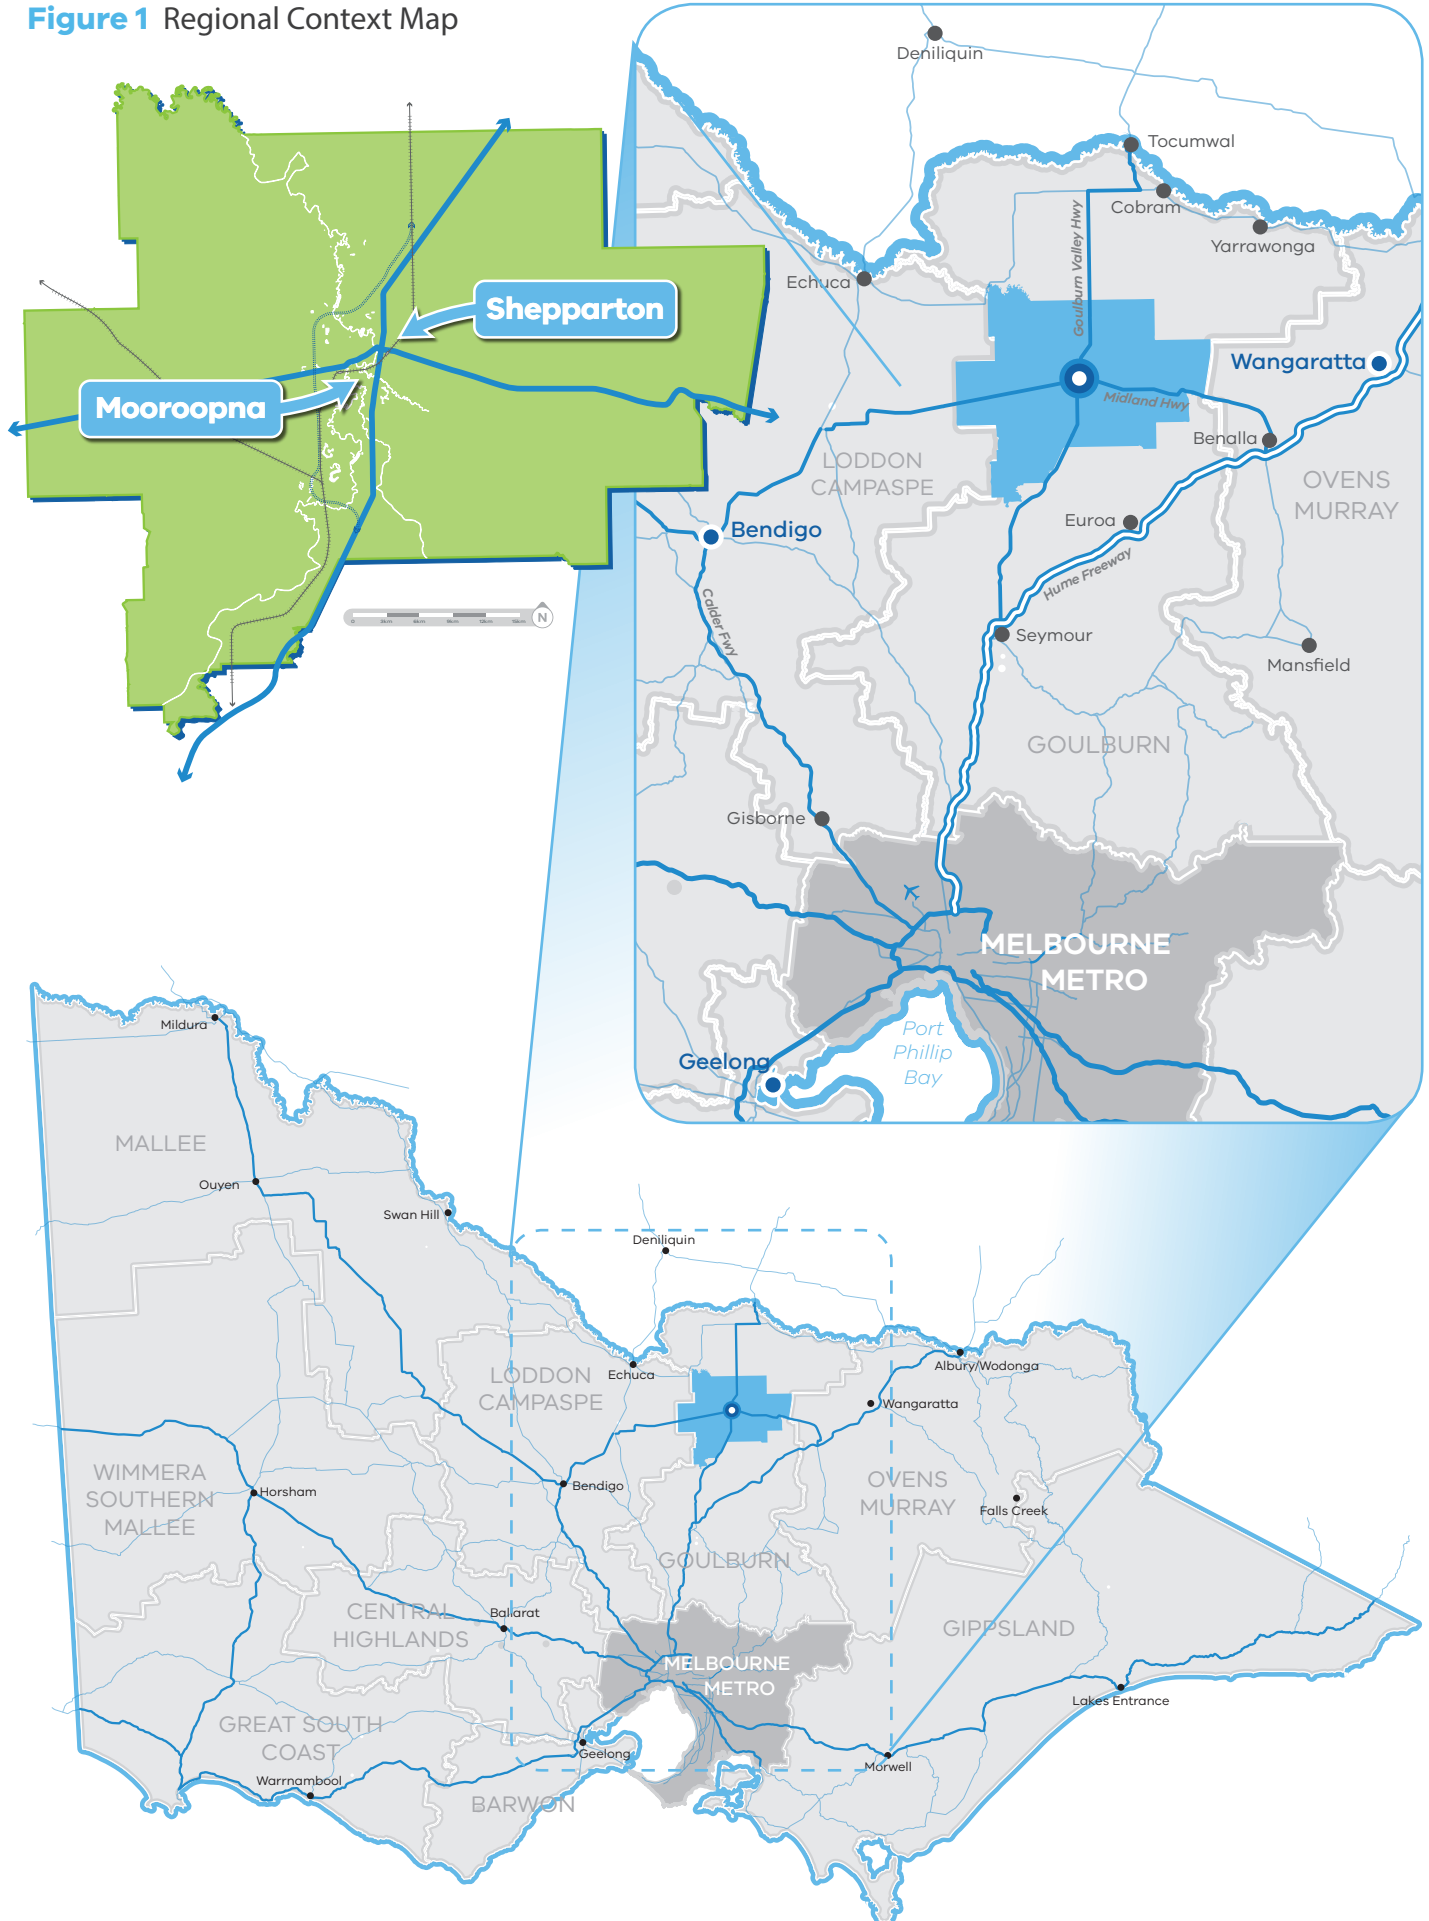 Figure 1 Regional Context Map
Deniliquin
Tocumwal
Cobram
Yarrawonga
Echuca
Goulburn Valley Hwy
Shepparton
Mooroopna
Wangaratta
Midland Hwy
Benalla
LODDON
CAMPASPE
OVENS
MURRAY
Bendigo
Euroa
Hume Freeway
Calder Fwy
N
Seymour
Mansfield
GOULBURN
Gisborne
MELBOURNE
METRO
Port
Phillip
Bay
Geelong
Mildura
MALLEE
Ouyen
Swan Hill
Deniliquin
Echuca
LODDON
CAMPASPE
Albury/Wodonga
Wangaratta
WIMMERA
SOUTHERN
MALLEE
Horsham
Bendigo
OVENS
MURRAY
Falls Creek
GOULBURN
CENTRAL
HIGHLANDS
Ballarat
GIPPSLAND
MELBOURNE
METRO
Lakes Entrance
GREAT SOUTH
COAST
Geelong
Morwell
Warrnambool
BARWON